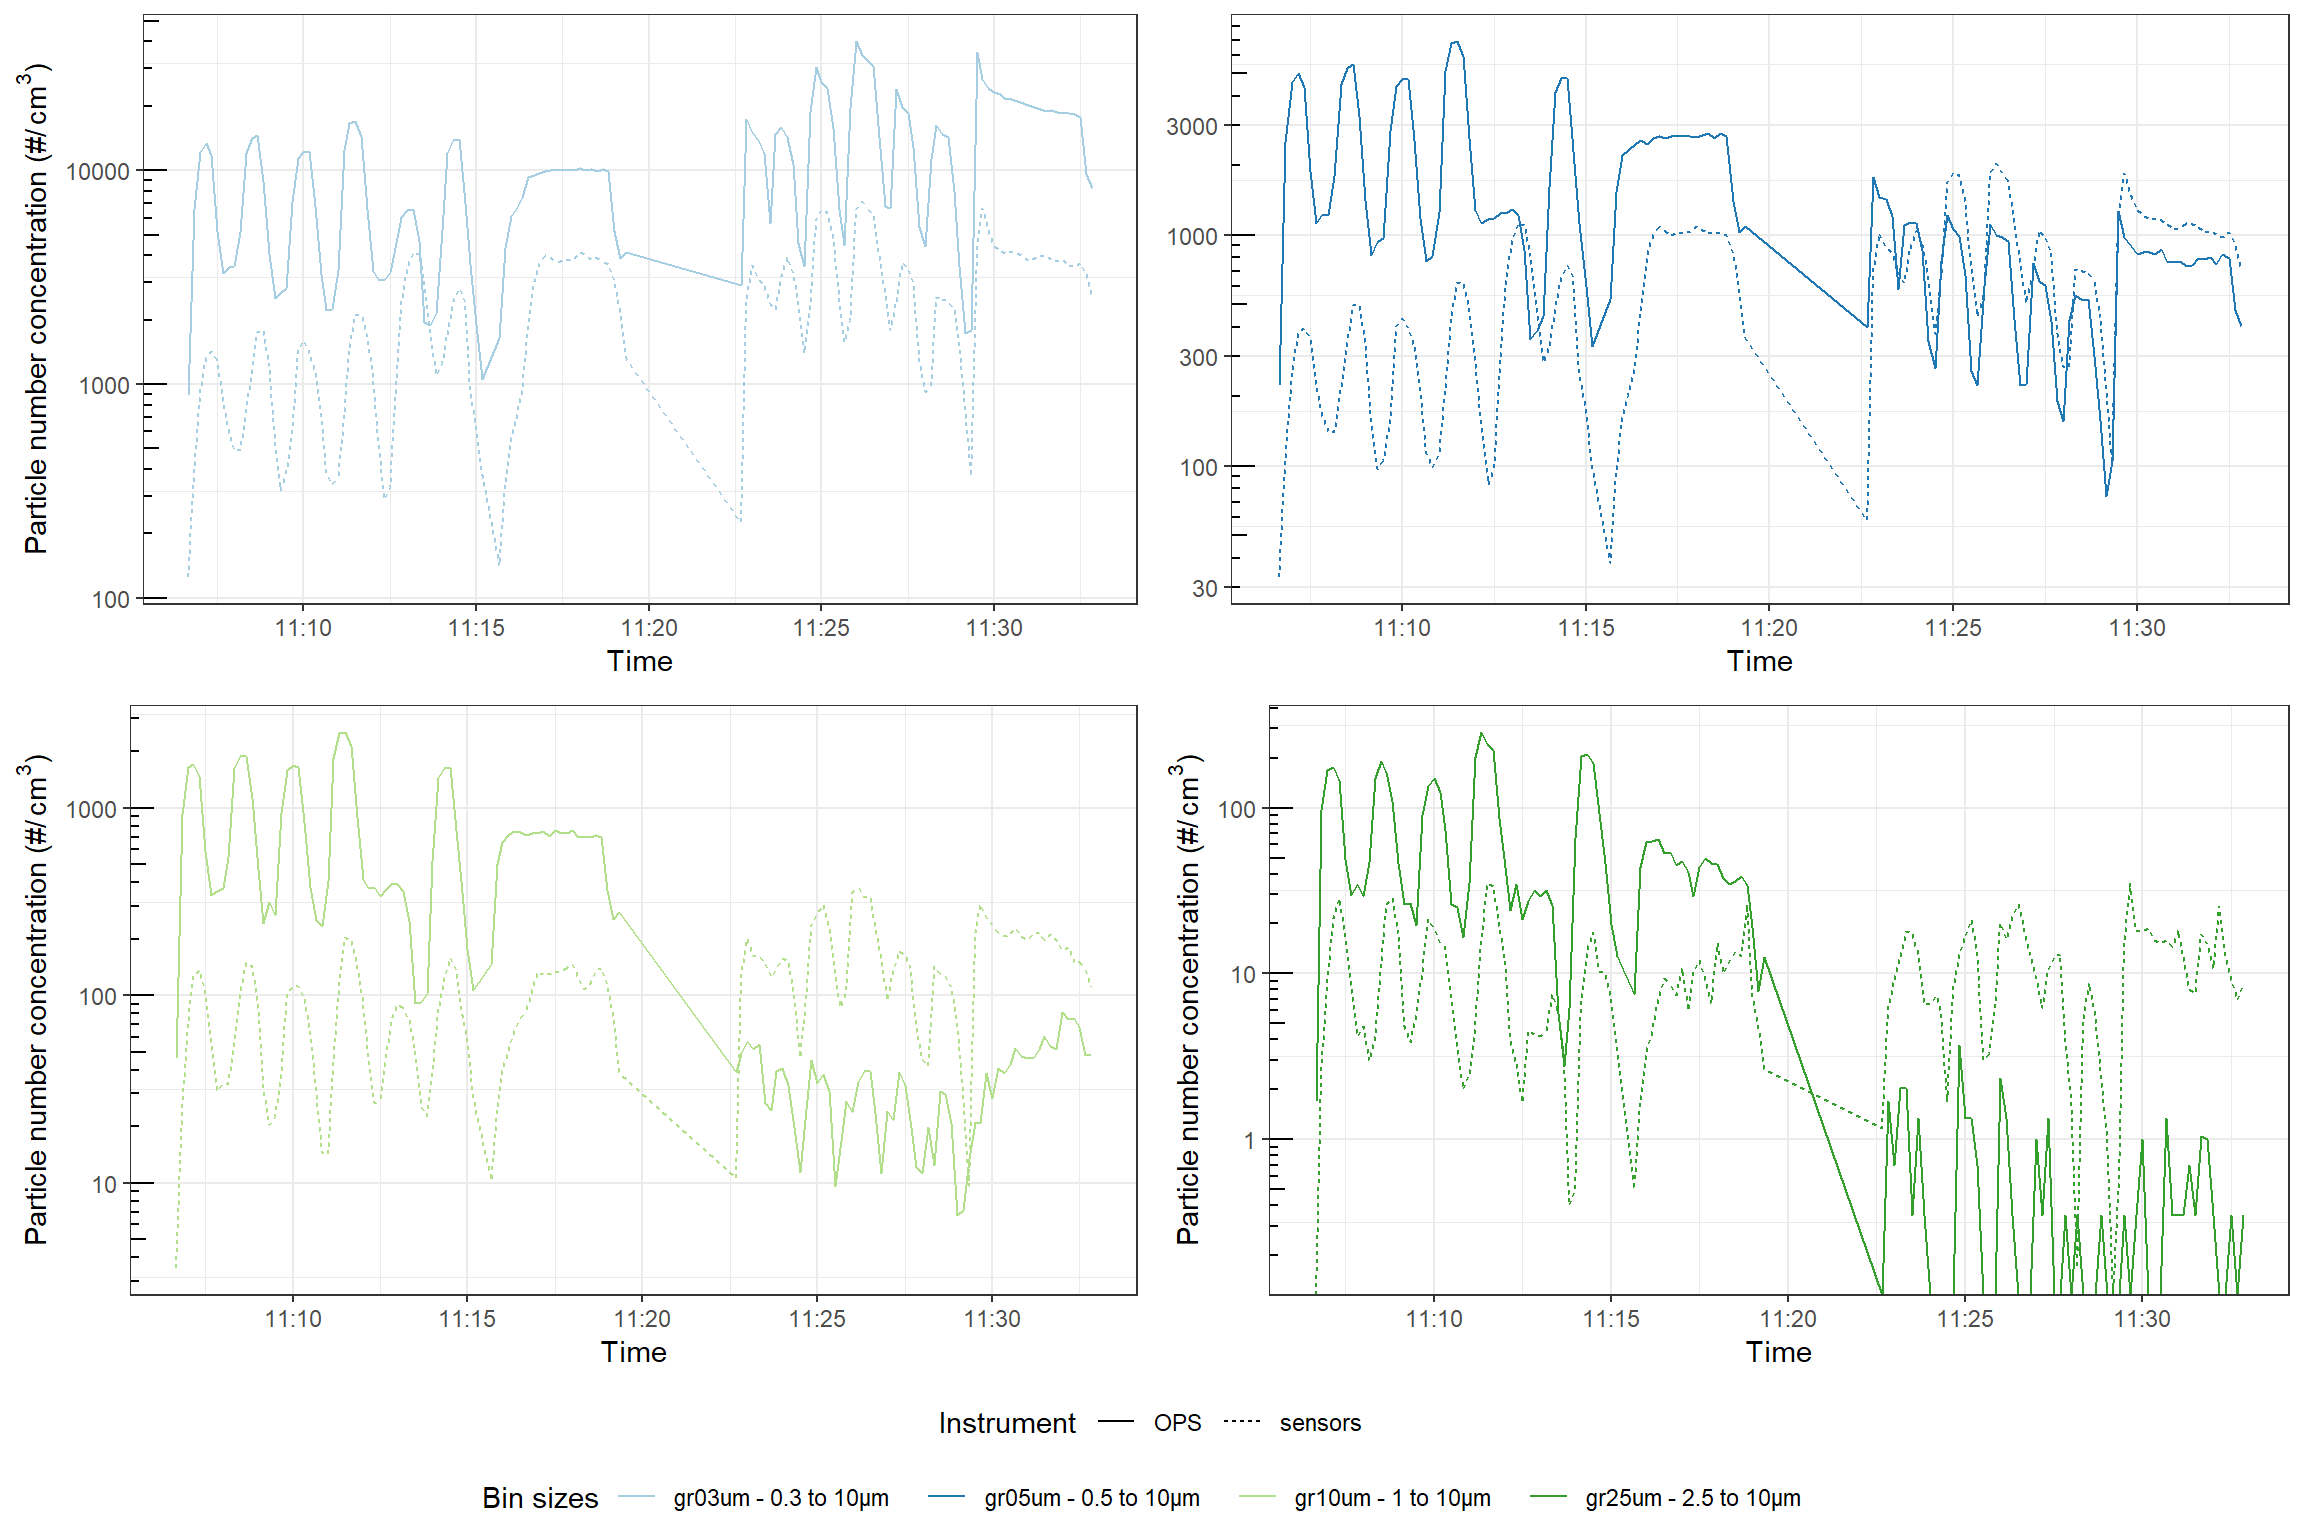 Particle number concentration (#/cm³)
10000
1000
100
11:10 11:15 11:20 11:25 11:30
Time
3000
1000
300
100
30
11:10 11:15 11:20 11:25 11:30
Time
Particle number concentration (#/cm³)
1000
100
10
11:10 11:15 11:20 11:25 11:30
Time
Particle number concentration (#/cm³)
100
10
1
11:10 11:15 11:20 11:25 11:30
Time
Instrument OPS sensors
Bin sizes gr03um - 0.3 to 10µm gr05um - 0.5 to 10µm gr10um - 1 to 10µm gr25um - 2.5 to 10µm